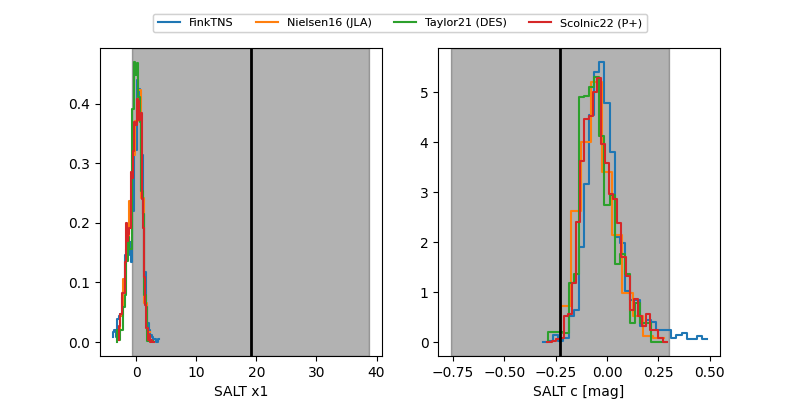 FinkTNS Nielsen16 (JLA) Taylor21 (DES) Scolnic22 (P+)
0.4
0.3
0.2
0.1
0.0
0 10 20 30 40
SALT x1
5
4
3
2
1
0
−0.75 −0.50 −0.25 0.00 0.25 0.50
SALT c [mag]